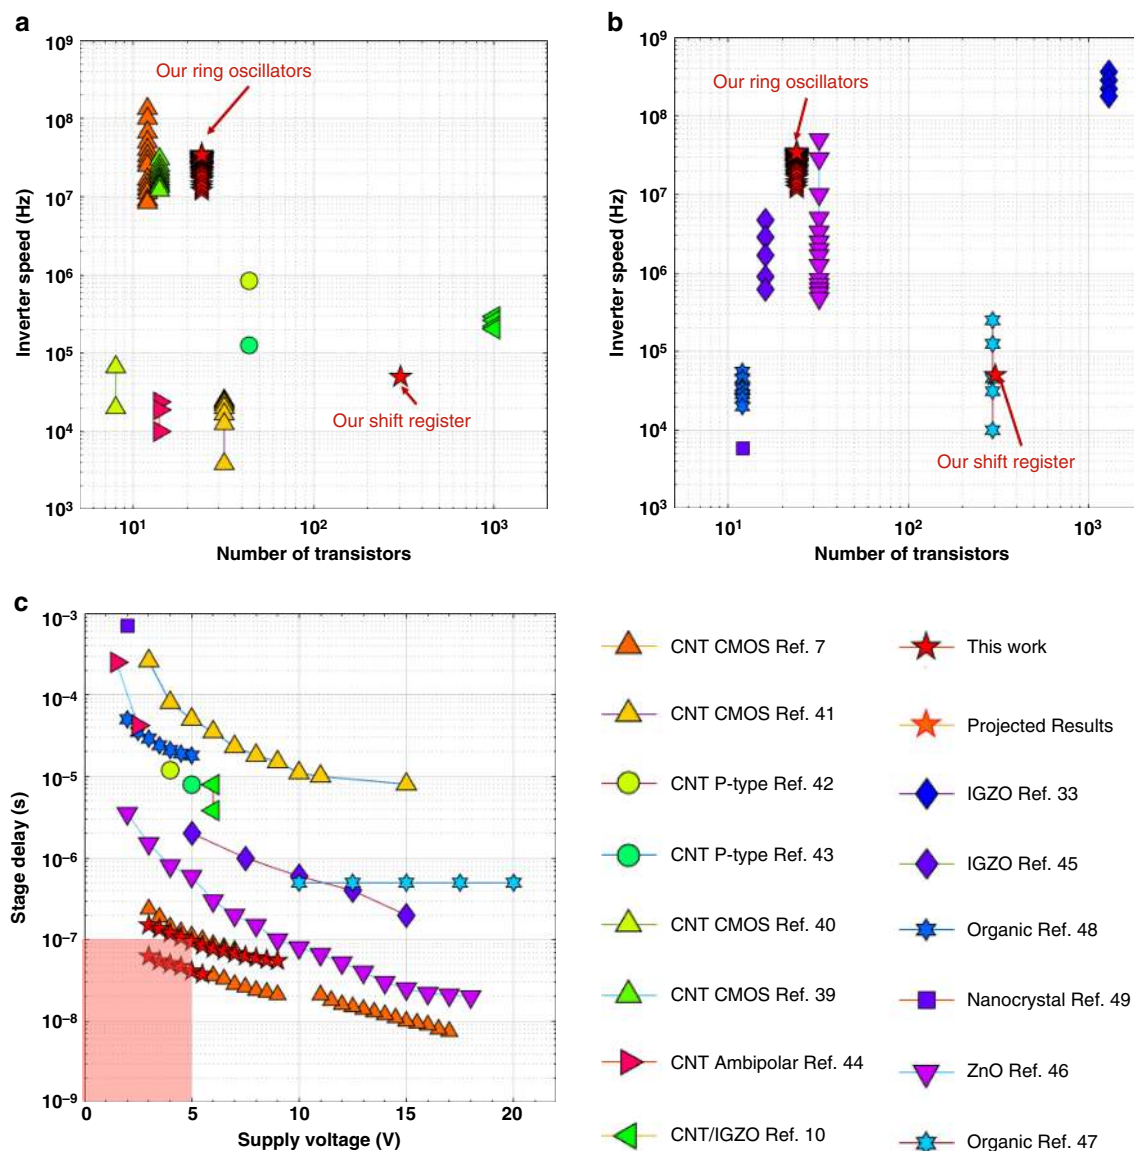 a
10⁹
10⁸
10⁷
10⁶
10⁵
10⁴
10³
Inverter speed (Hz)
Our ring oscillators
Our shift register
10¹
10²
10³
Number of transistors
b
10⁹
10⁸
10⁷
10⁶
10⁵
10⁴
10³
Inverter speed (Hz)
Our ring oscillators
Our shift register
10¹
10²
10³
Number of transistors
c
10⁻³
10⁻⁴
10⁻⁵
10⁻⁶
10⁻⁷
10⁻⁸
10⁻⁹
Stage delay (s)
0
5
10
15
20
Supply voltage (V)
CNT CMOS Ref. 7
CNT CMOS Ref. 41
CNT P-type Ref. 42
CNT P-type Ref. 43
CNT CMOS Ref. 40
CNT CMOS Ref. 39
CNT Ambipolar Ref. 44
CNT/IGZO Ref. 10
This work
Projected Results
IGZO Ref. 33
IGZO Ref. 45
Organic Ref. 48
Nanocrystal Ref. 49
ZnO Ref. 46
Organic Ref. 47